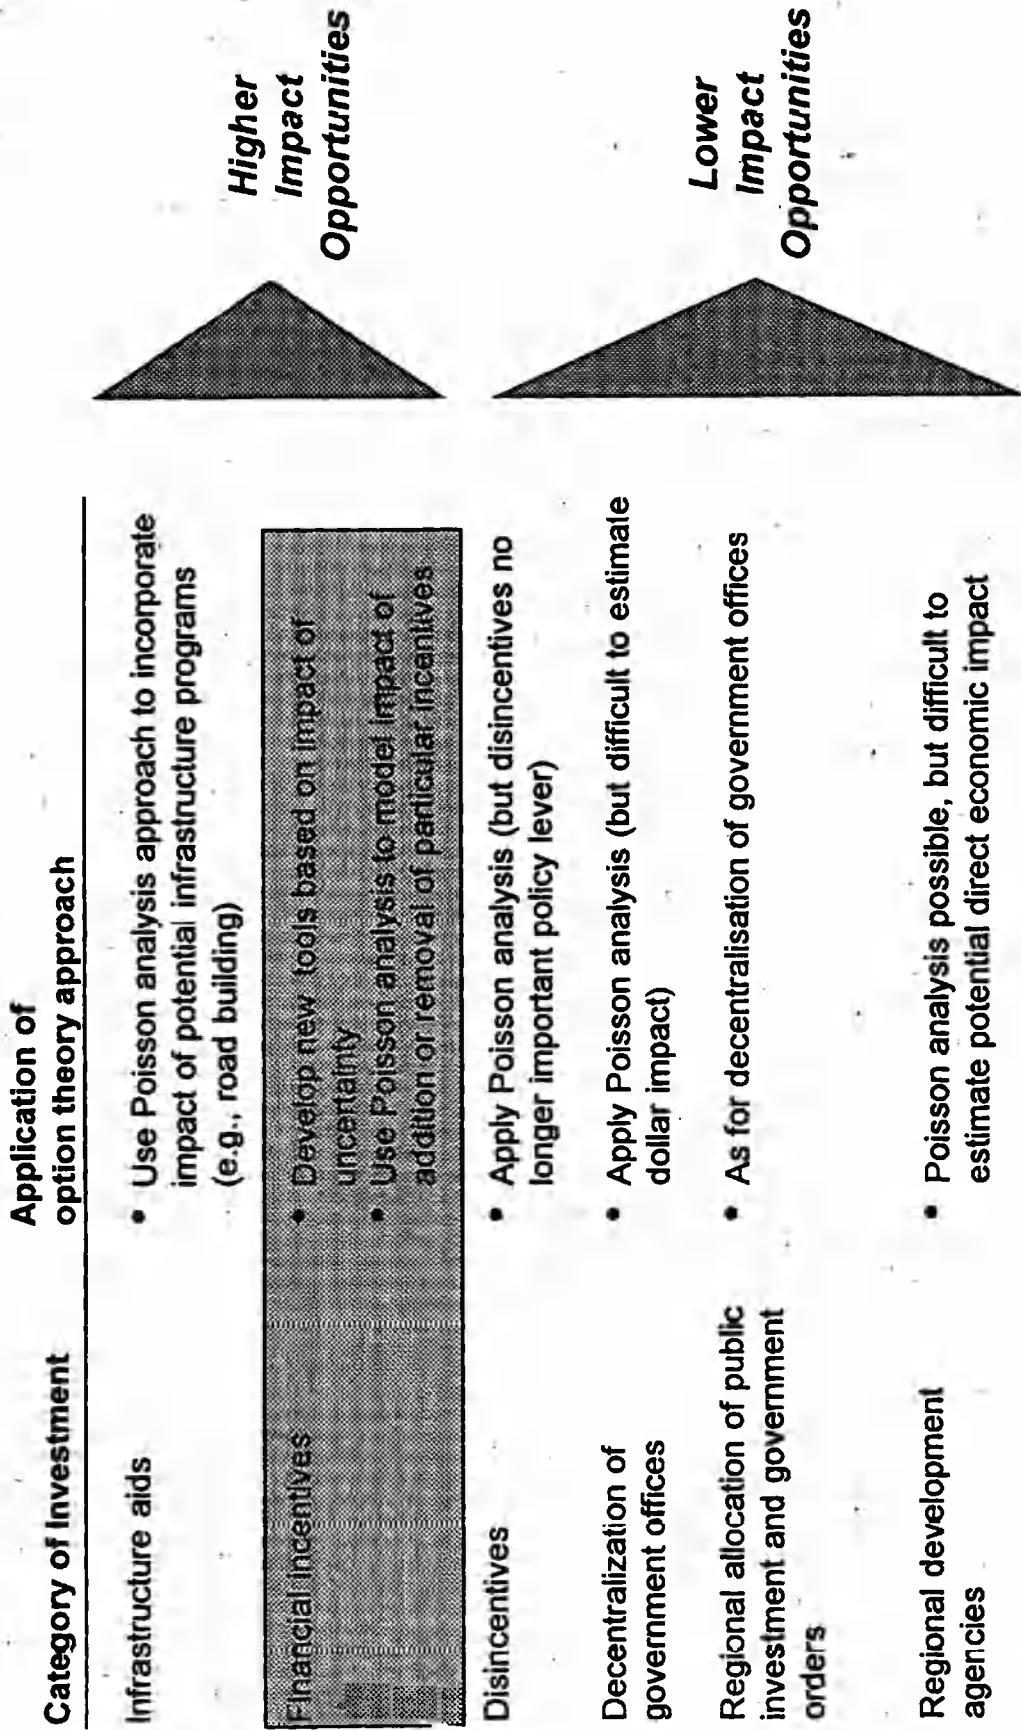 Application of
Category of Investment option theory approach
Infrastructure aids
• Use Poisson analysis approach to incorporate
impact of potential infrastructure programs
(e.g., road building)
Financial incentives
• Develop new tools based on impact of
uncertainty
• Use Poisson analysis to model impact of
addition or removal of particular incentives
Higher
Impact
Opportunities
Disincentives
• Apply Poisson analysis (but disincentives no
longer important policy lever)
Decentralization of
government offices
• Apply Poisson analysis (but difficult to estimate
dollar impact)
Regional allocation of public
investment and government
orders
• As for decentralisation of government offices
Regional development
agencies
• Poisson analysis possible, but difficult to
estimate potential direct economic impact
Lower
Impact
Opportunities